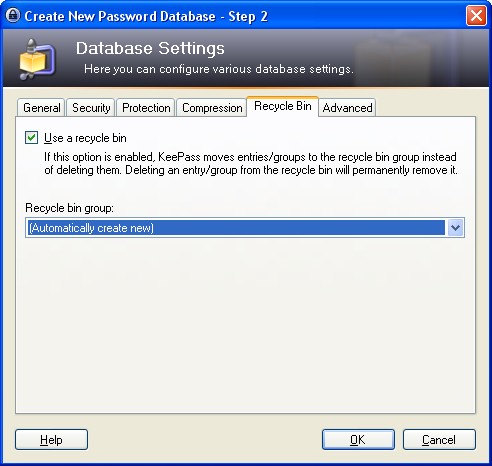 Create New Password Database - Step 2
Database Settings
Here you can configure various database settings.
General Security Protection Compression Recycle Bin Advanced
Use a recycle bin
If this option is enabled, KeePass moves entries/groups to the recycle bin group instead
of deleting them. Deleting an entry/group from the recycle bin will permanently remove it.
Recycle bin group:
(Automatically create new)
Help OK Cancel